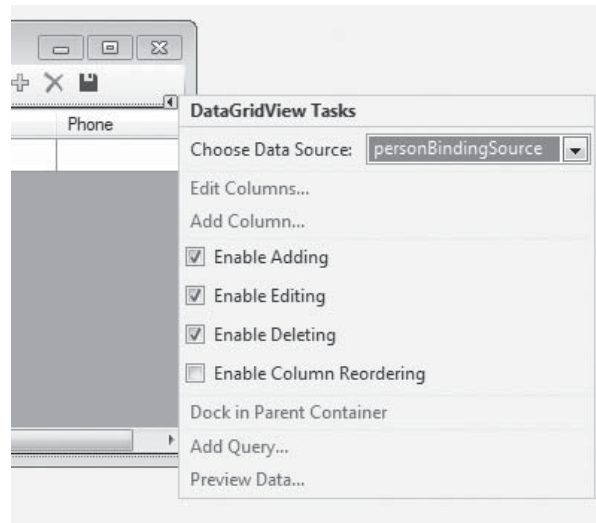 Phone
DataGridView Tasks
Choose Data Source: personBindingSource
Edit Columns...
Add Column...
Enable Adding
Enable Editing
Enable Deleting
Enable Column Reordering
Dock in Parent Container
Add Query...
Preview Data...